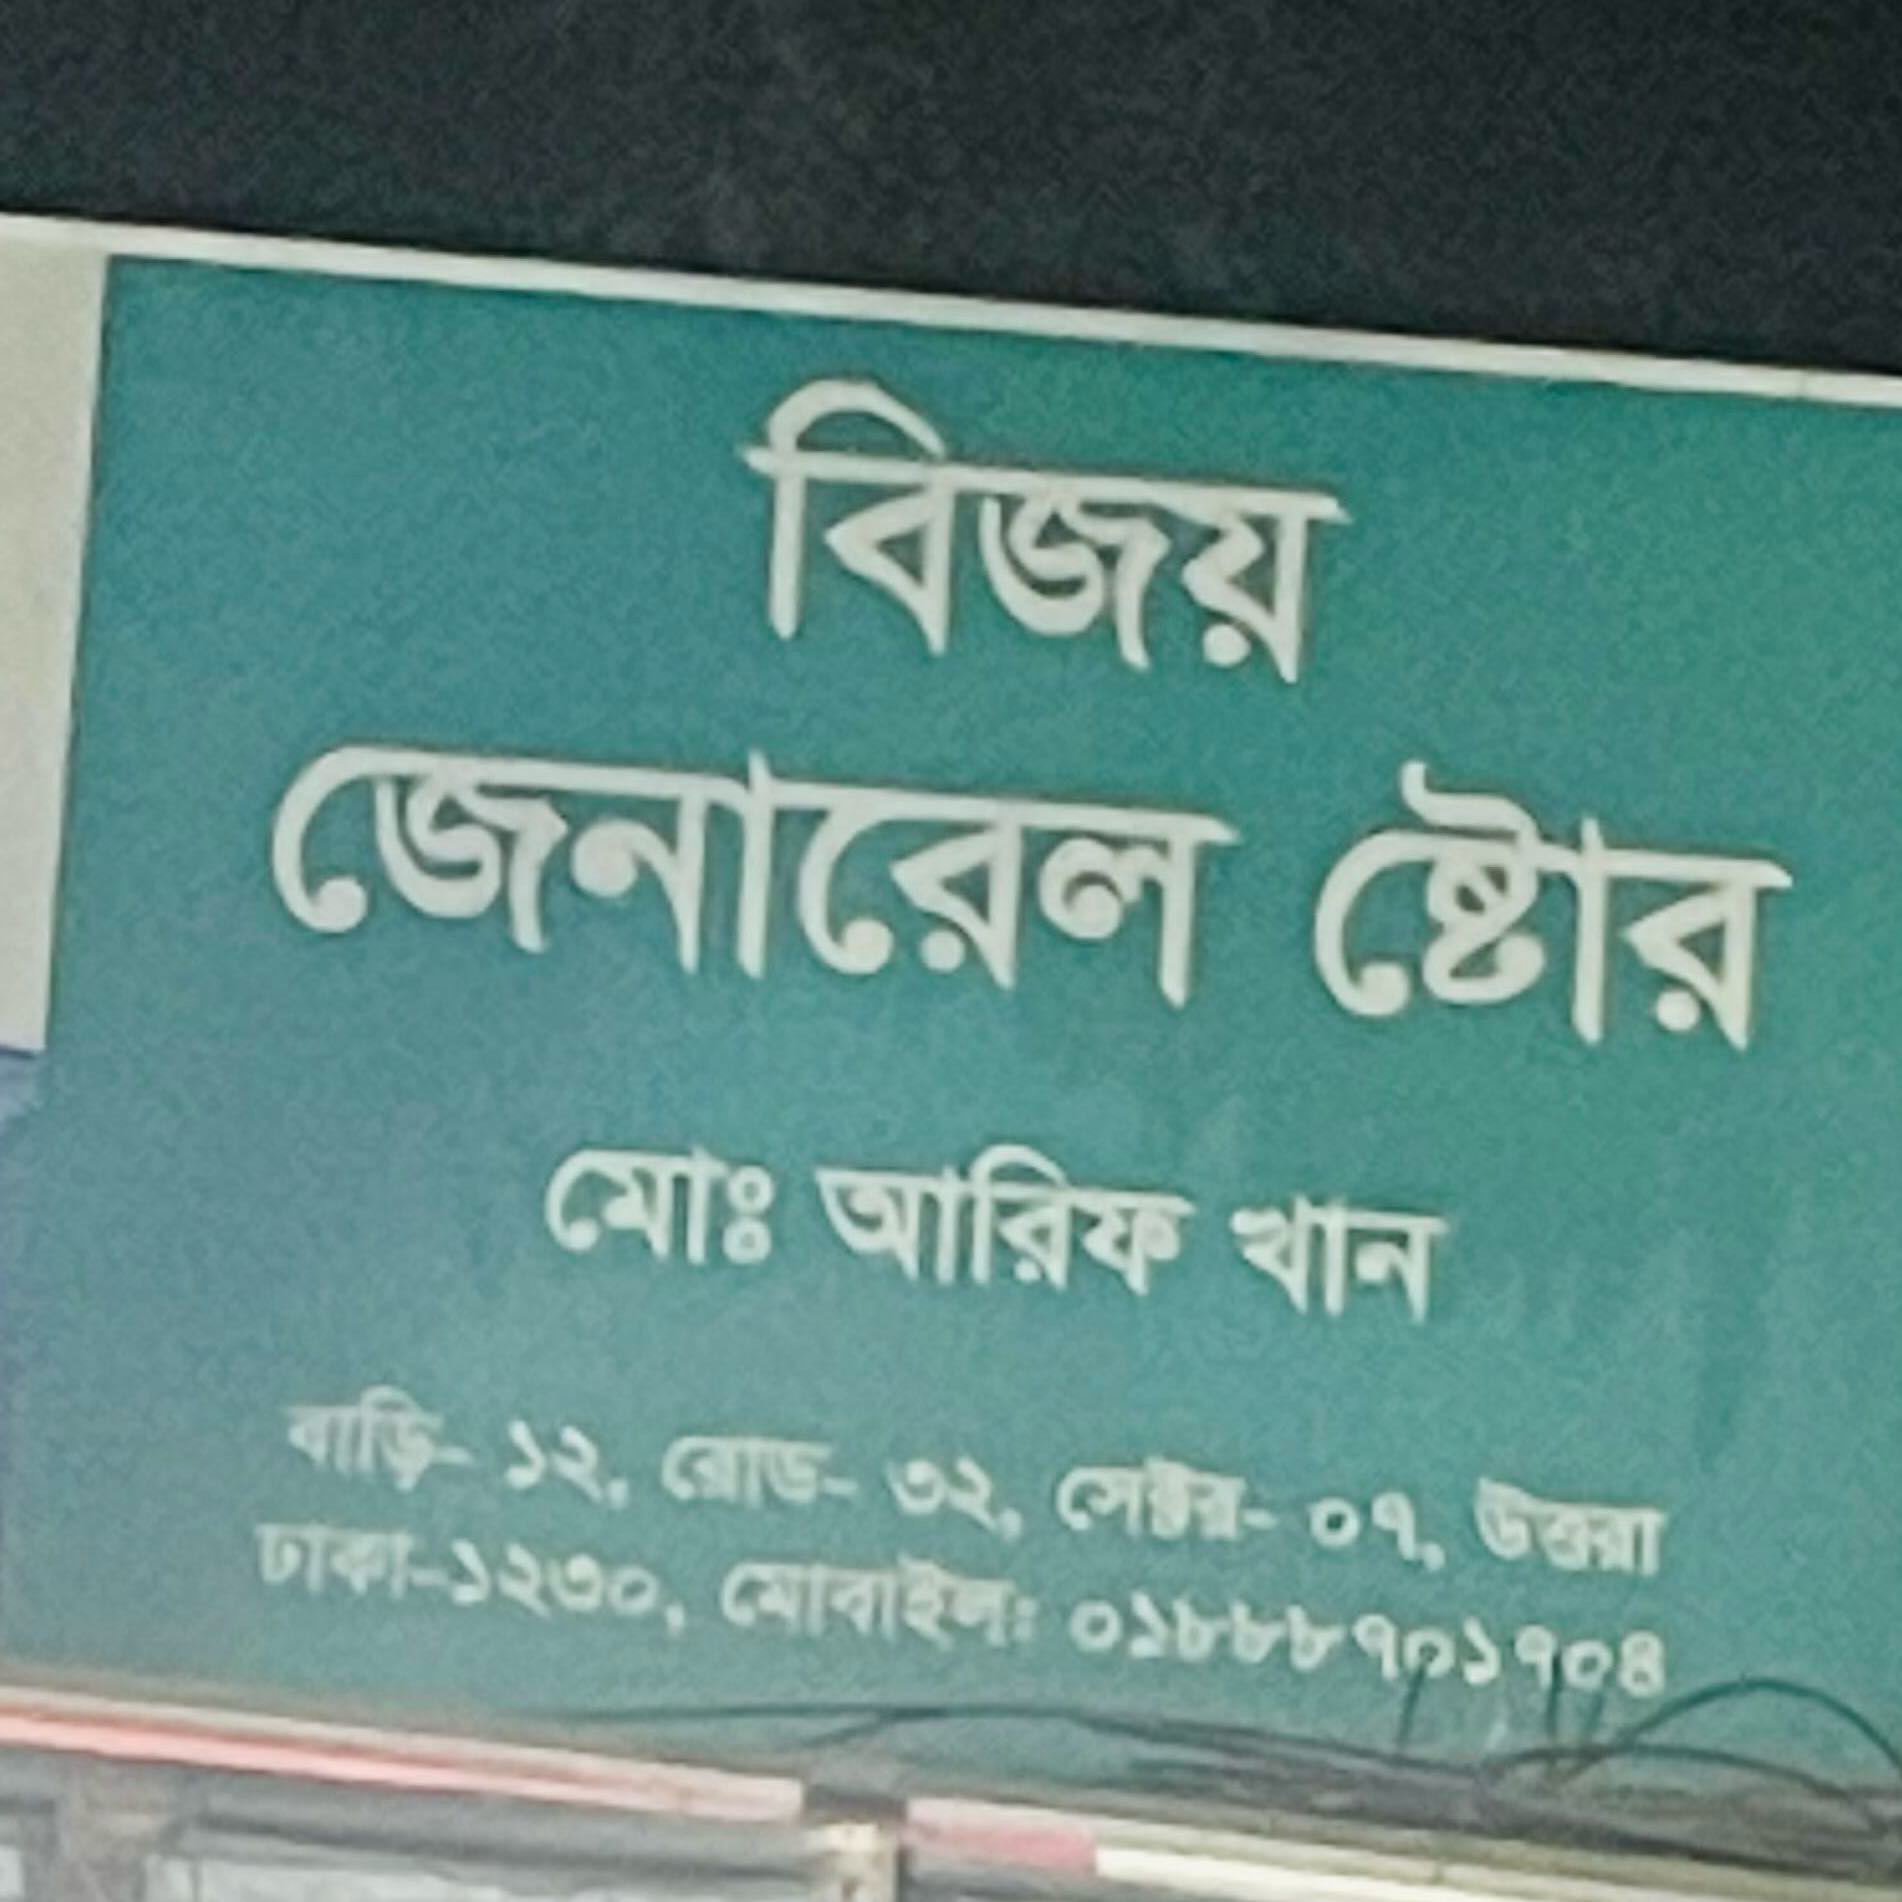 বিজয়
জেনারেল ষ্টোর
মোঃ আরিফ খান
বাড়ি- ১২, রোড- ৩২, সেক্টর- ০৭, উত্তরা
ঢাকা-১২৩০, মোবাইলঃ ০১৮৮৮৭০১৭০৪